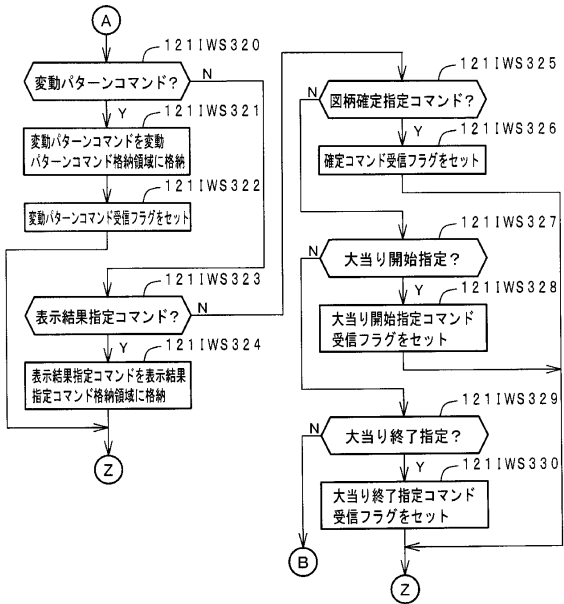 A
121IWS320
変動パターンコマンド？
N
Y
121IWS321
変動パターンコマンドを変動
パターンコマンド格納領域に格納
121IWS322
変動パターンコマンド受信フラグをセット
121IWS323
表示結果指定コマンド？
N
Y
121IWS324
表示結果指定コマンドを表示結果
指定コマンド格納領域に格納
Z
121IWS325
図柄確定指定コマンド？
N
Y
121IWS326
確定コマンド受信フラグをセット
121IWS327
大当り開始指定？
N
Y
121IWS328
大当り開始指定コマンド
受信フラグをセット
121IWS329
大当り終了指定？
N
Y
121IWS330
大当り終了指定コマンド
受信フラグをセット
B
Z